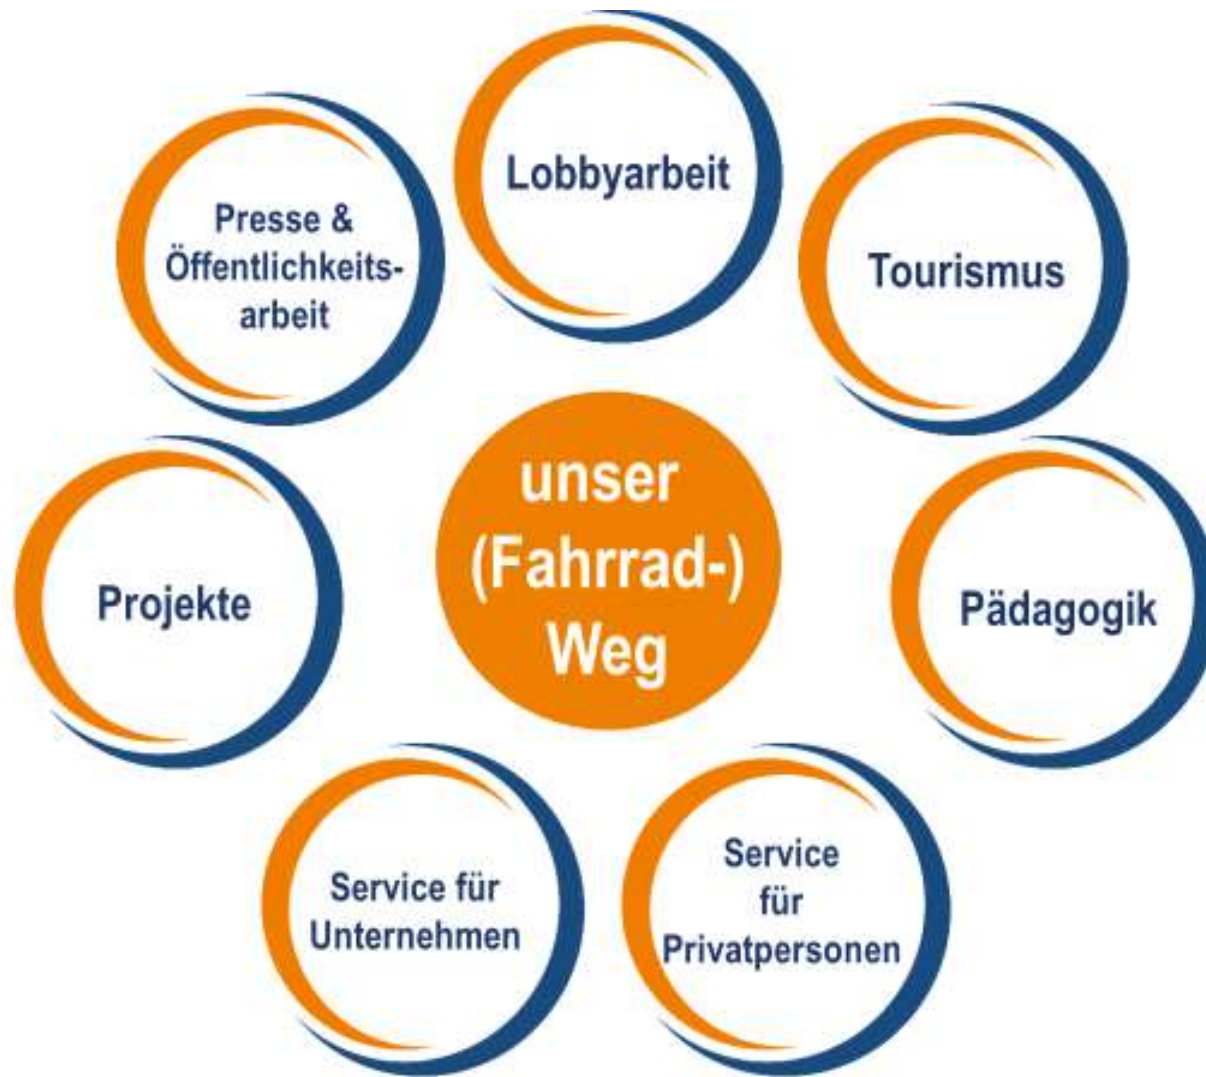 Lobbyarbeit
Presse &
Öffentlichkeits-
arbeit
Tourismus
unser
(Fahrrad-)
Weg
Projekte
Pädagogik
Service für
Unternehmen
Service
für
Privatpersonen